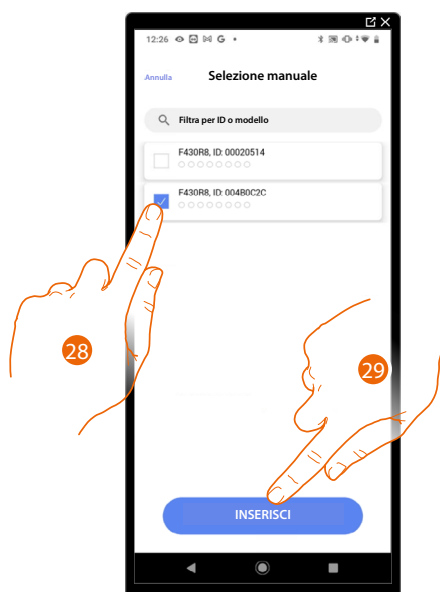 12:26
Annulla
Selezione manuale
Filtra per ID o modello
F430R8, ID: 00020514
F430R8, ID: 004B0C2C
28
29
INSERISCI